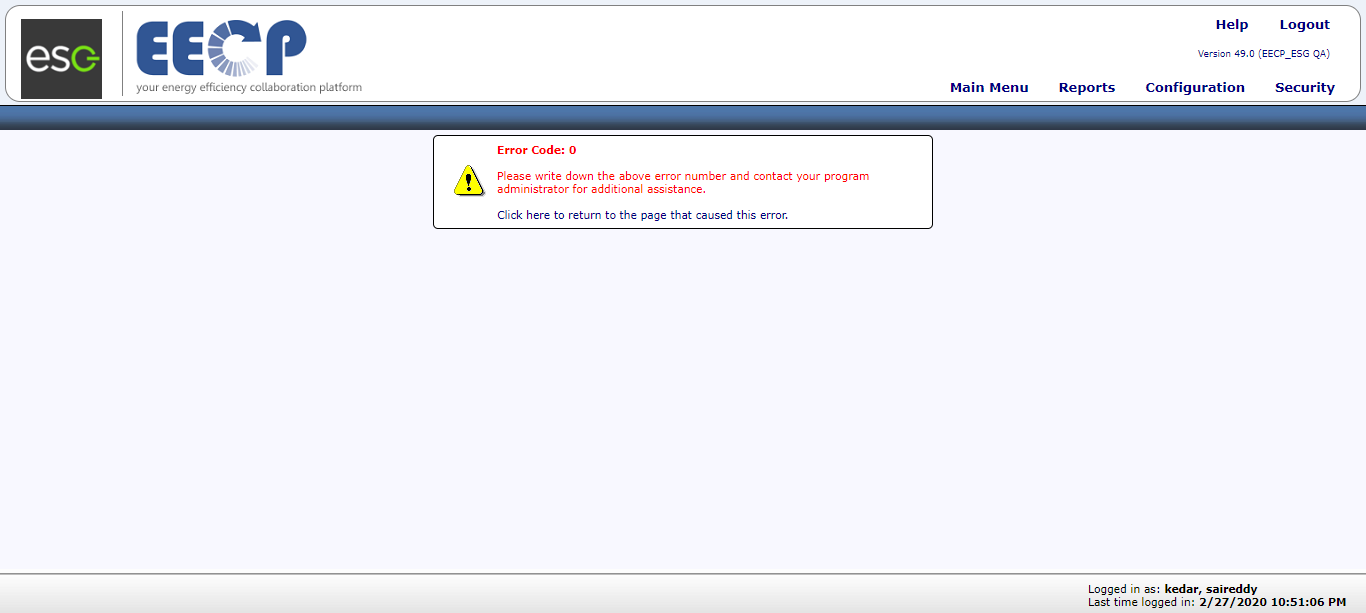 esc
EECP
your energy efficiency collaboration platform
Help Logout
Version 49.0 (EECP_ESG QA)
Main Menu Reports Configuration Security
Error Code: 0
Please write down the above error number and contact your program
administrator for additional assistance.
Click here to return to the page that caused this error.
Logged in as: kedar, saireddy
Last time logged in: 2/27/2020 10:51:06 PM